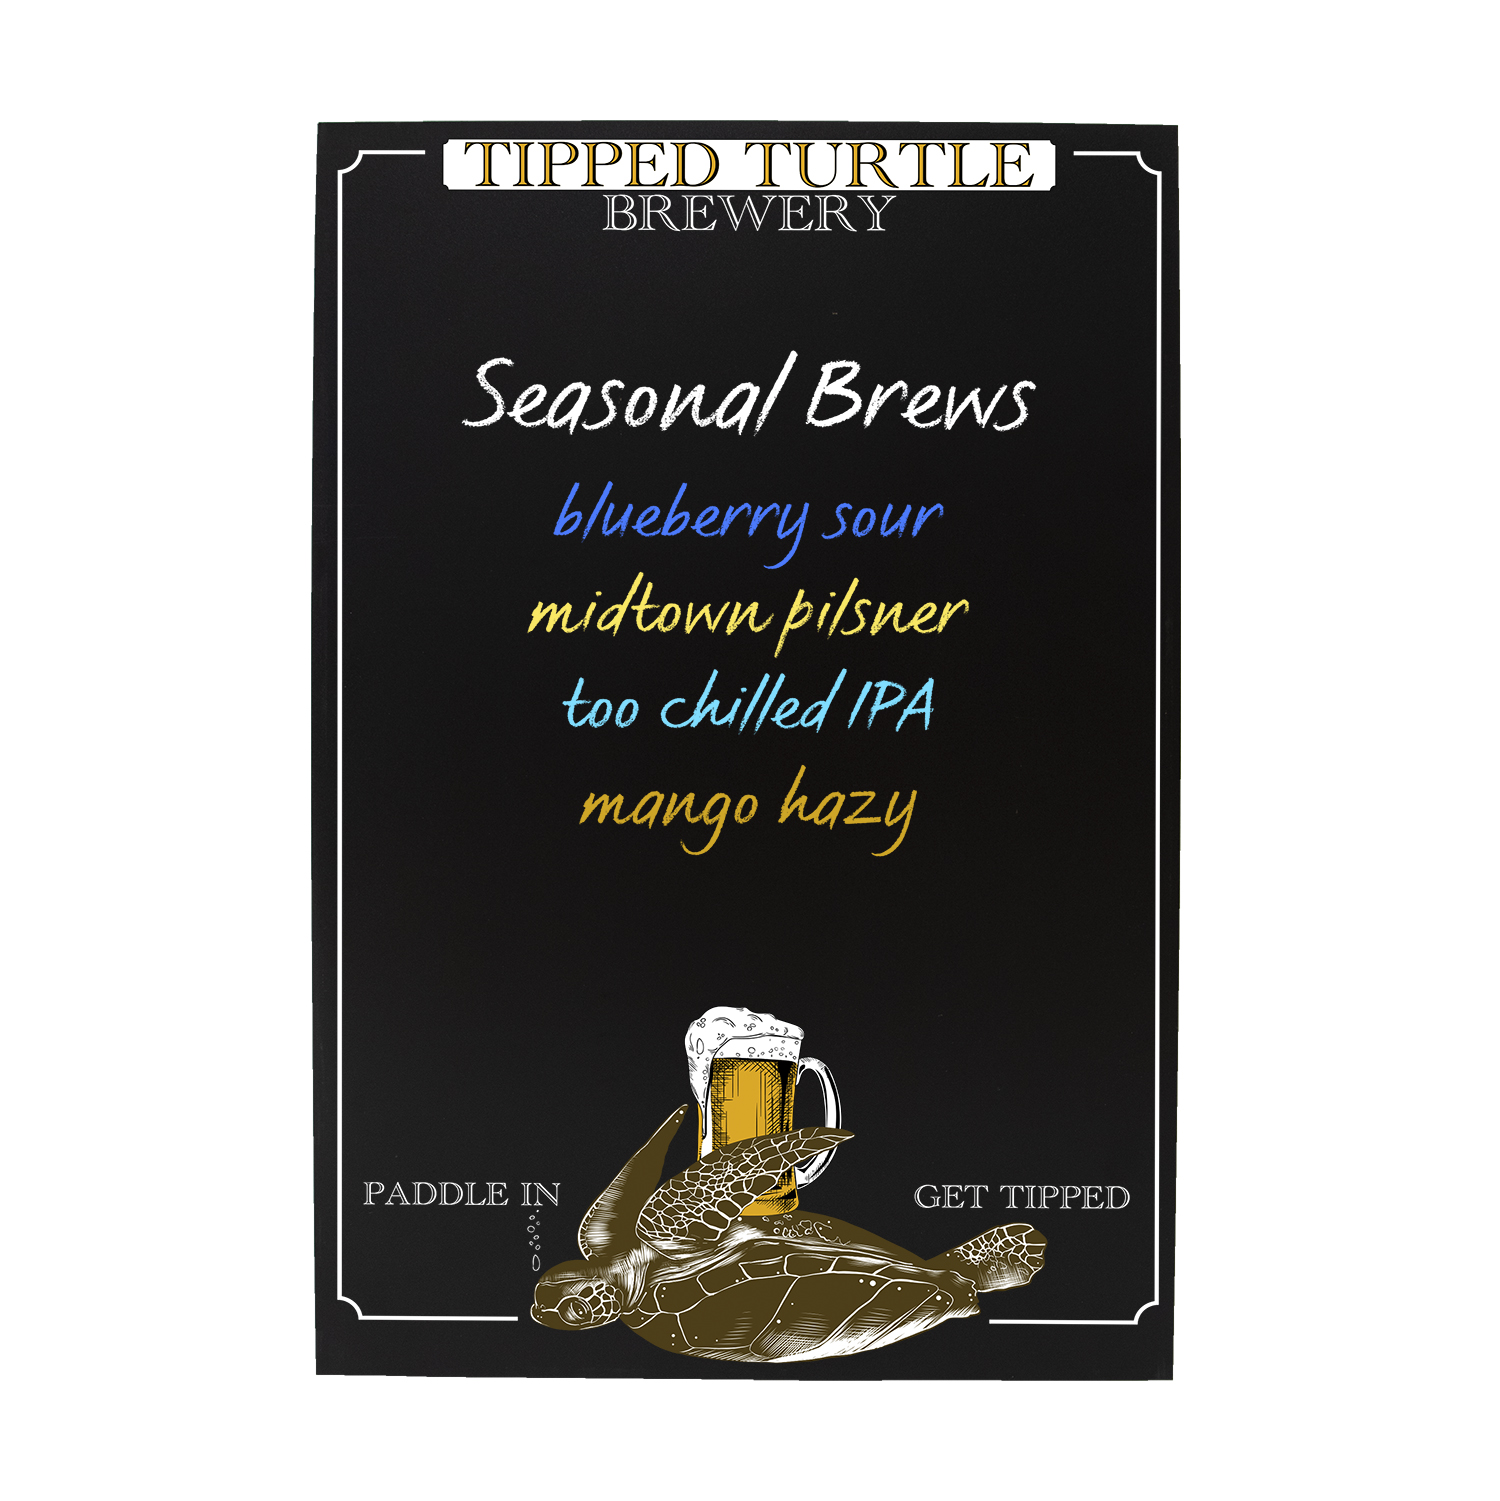 TIPPED TURTLE
BREWERY
Seasonal Brews
blueberry sour
midtown pilsner
too chilled IPA
mango hazy
PADDLE IN
GET TIPPED